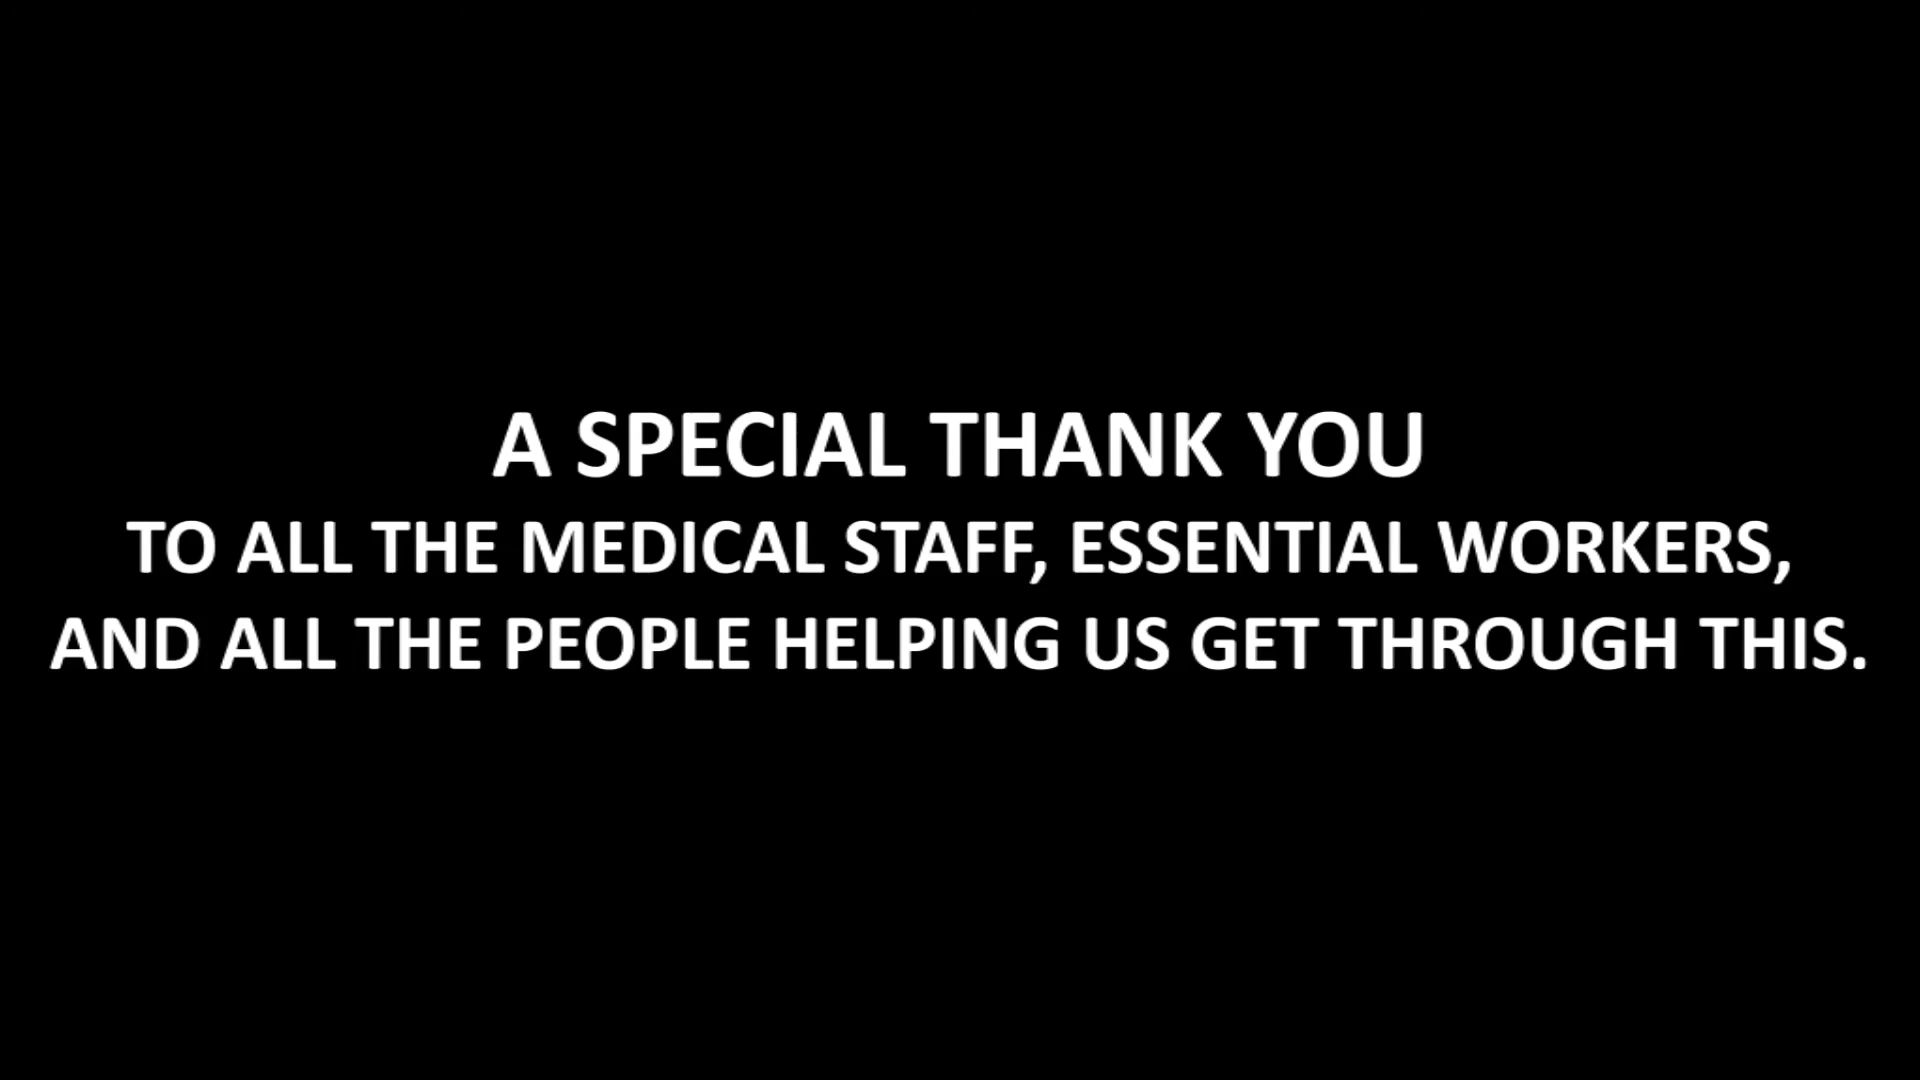 A SPECIAL THANK YOU
TO ALL THE MEDICAL STAFF, ESSENTIAL WORKERS,
AND ALL THE PEOPLE HELPING US GET THROUGH THIS.